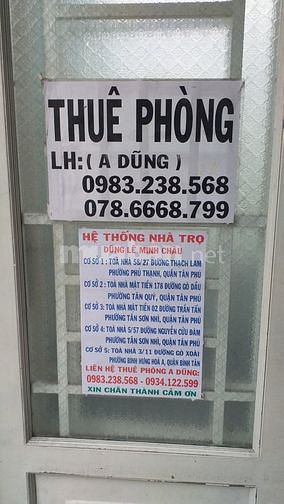 THUÊ PHÒNG
LH: ( A DŨNG )
0983.238.568
078.6668.799
HỆ THỐNG NHÀ TRỌ
DŨNG LÊ MINH CHÂU
CƠ SỞ 1: TOÀ NHÀ 58/27 ĐƯỜNG THẠCH LAM
PHƯỜNG PHÚ THẠNH, QUẬN TÂN PHÚ
CƠ SỞ 2 : TOÀ NHÀ MẶT TIỀN 178 ĐƯỜNG GÒ DẦU
PHƯỜNG TÂN QUÝ, QUẬN TÂN PHÚ
CƠ SỞ 3: TOÀ NHÀ MẶT TIỀN 02 ĐƯỜNG TRẦN TẤN
PHƯỜNG TÂN SƠN NHÌ, QUẬN TÂN PHÚ
CƠ SỞ 4: TOÀ NHÀ 5/57 ĐƯỜNG NGUYỄN CỬU ĐÀM
PHƯỜNG TÂN SƠN NHÌ, QUẬN TÂN PHÚ
CƠ SỞ 5: TOÀ NHÀ 3/11 ĐƯỜNG GÒ XOÀI
PHƯỜNG BÌNH HƯNG HOÀ A, QUẬN BÌNH TÂN
LIÊN HỆ THUÊ PHÒNG A DŨNG:
0983.238.568 - 0934.122.599
XIN CHÂN THÀNH CẢM ƠN